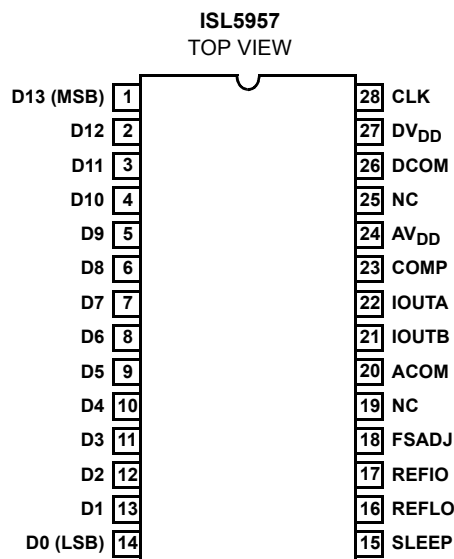 ISL5957
TOP VIEW
D13 (MSB) 1 28 CLK
D12 2 27 DVDD
D11 3 26 DCOM
D10 4 25 NC
D9 5 24 AVDD
D8 6 23 COMP
D7 7 22 IOUTA
D6 8 21 IOUTB
D5 9 20 ACOM
D4 10 19 NC
D3 11 18 FSADJ
D2 12 17 REFIO
D1 13 16 REFLO
D0 (LSB) 14 15 SLEEP